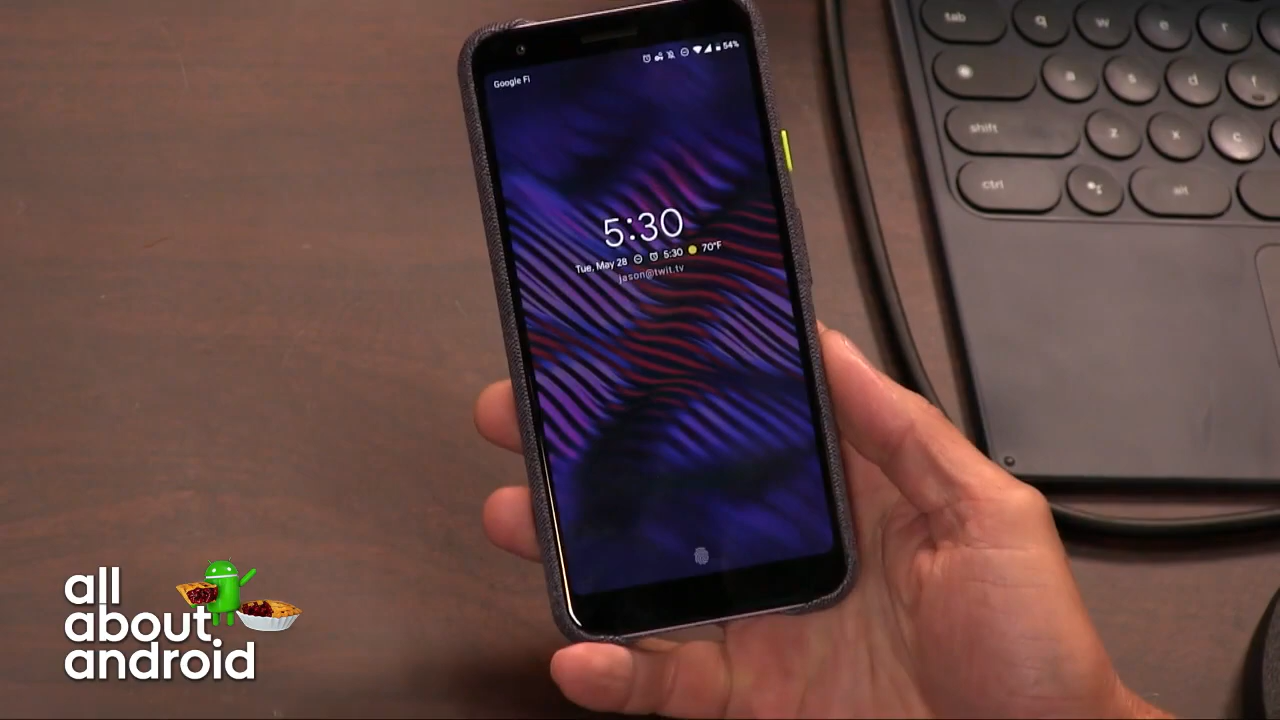 Google Fi
54%
5:30
Tue, May 28 5:30 70°F
jason@twit.tv
tab q w e r
a s d f
shift z x c
ctrl alt
all
about
android